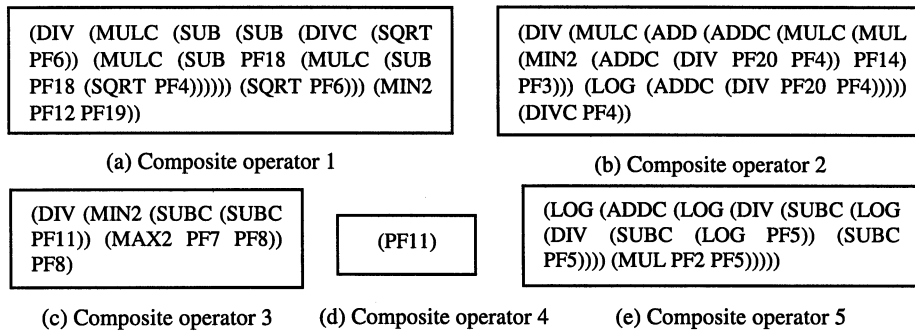 (DIV (MULC (SUB (SUB (DIVC (SQRT
PF6)) (MULC (SUB PF18 (MULC (SUB
PF18 (SQRT PF4)))))) (SQRT PF6))) (MIN2
PF12 PF19))
(a) Composite operator 1
(DIV (MULC (ADD (ADDC (MULC (MUL
(MIN2 (ADDC (DIV PF20 PF4)) PF14)
PF3))) (LOG (ADDC (DIV PF20 PF4)))))
(DIVC PF4))
(b) Composite operator 2
(DIV (MIN2 (SUBC (SUBC
PF11)) (MAX2 PF7 PF8))
PF8)
(c) Composite operator 3
(PF11)
(d) Composite operator 4
(LOG (ADDC (LOG (DIV (SUBC (LOG
(DIV (SUBC (LOG PF5)) (SUBC
PF5)))) (MUL PF2 PF5)))))
(e) Composite operator 5